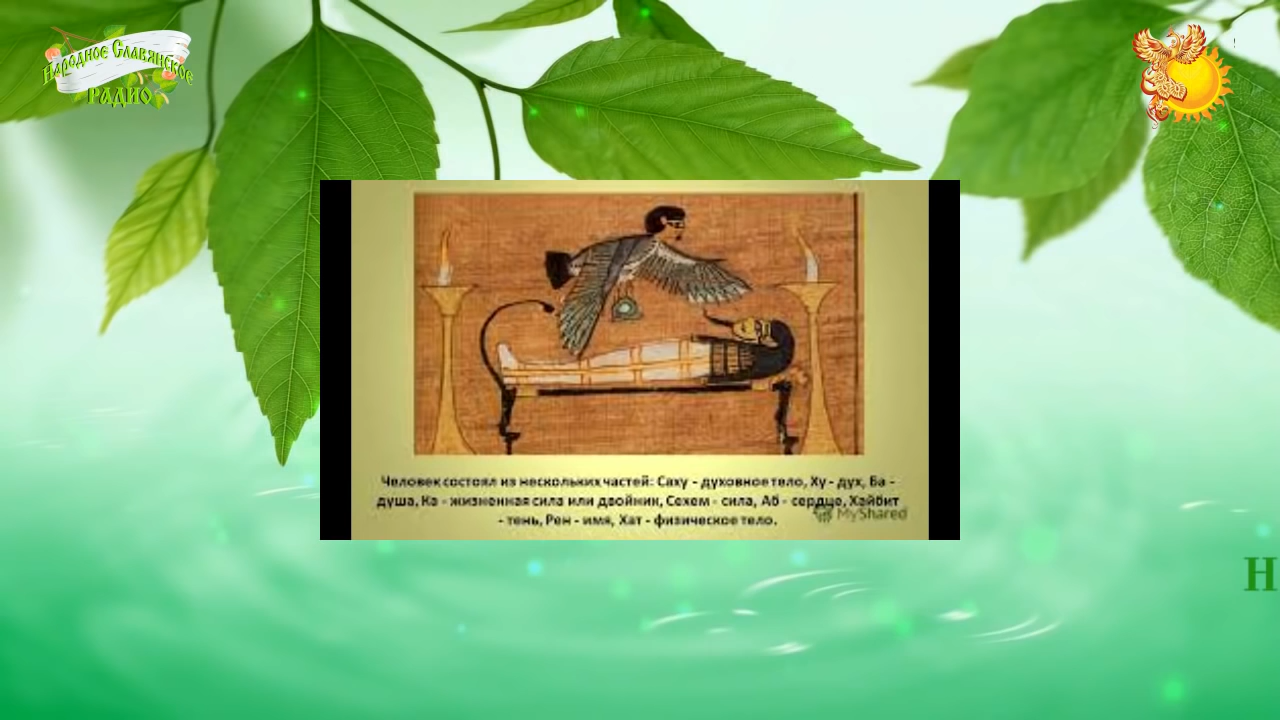 Народное Славянское
РАДИО
Человек состоял из нескольких частей: Саху - духовное тело, Ху - дух, Ба -
душа, Ка - жизненная сила или двойник, Сехем - сила, Аб - сердце, Хайбит
- тень, Рен - имя, Хат - физическое тело.
MyShared
Н